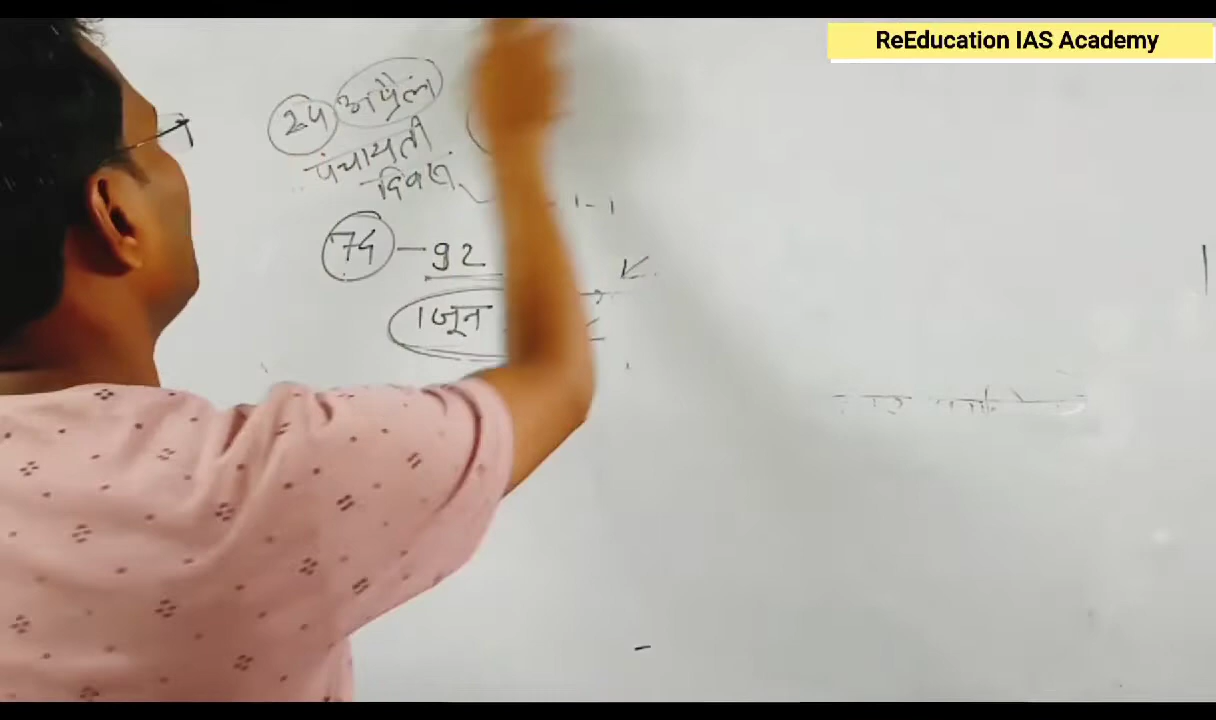 ReEducation IAS Academy
24 अप्रैल
पंचायती
दिवस
74 - 92
1 जून